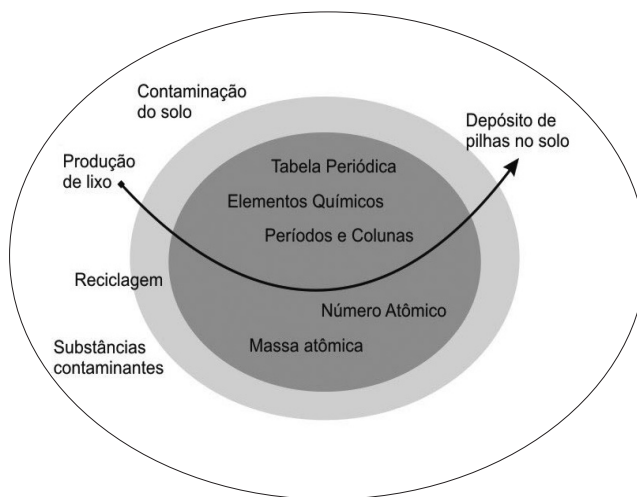 Contaminação
do solo
Depósito de
pilhas no solo
Produção
de lixo
Tabela Periódica
Elementos Químicos
Períodos e Colunas
Reciclagem
Número Atômico
Massa atômica
Substâncias
contaminantes